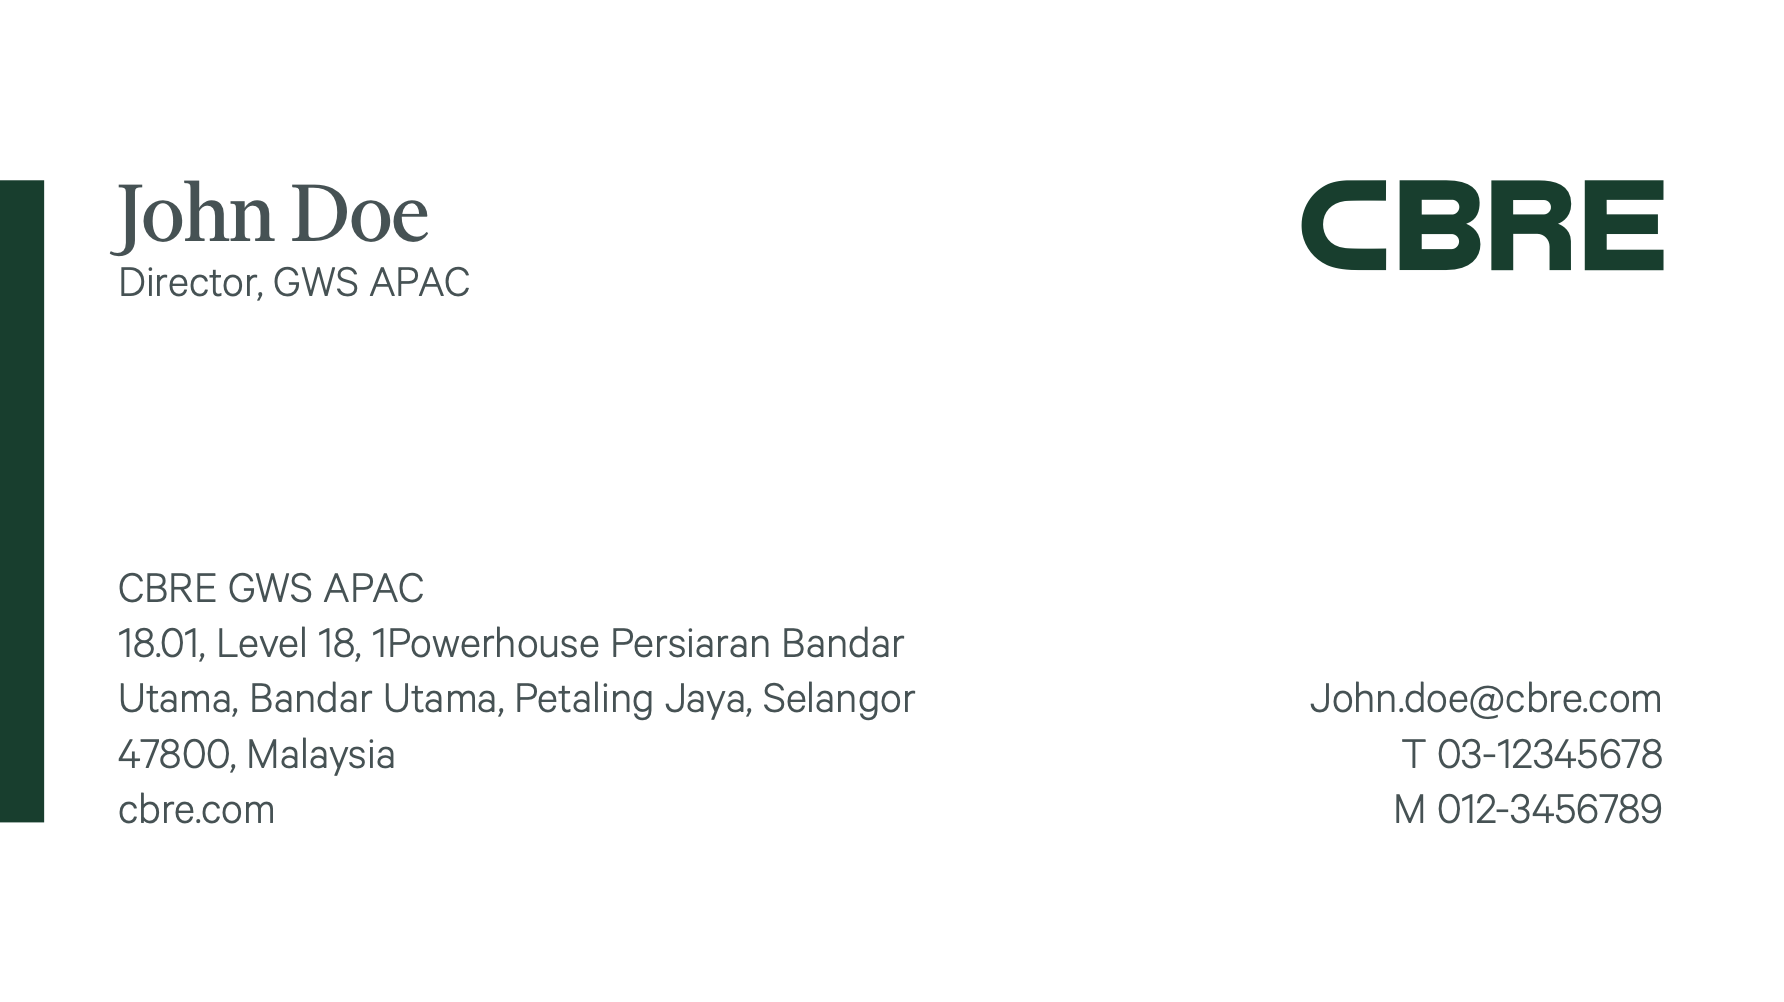 John Doe
Director, GWS APAC
CBRE
CBRE GWS APAC
18.01, Level 18, 1Powerhouse Persiaran Bandar
Utama, Bandar Utama, Petaling Jaya, Selangor
47800, Malaysia
cbre.com
John.doe@cbre.com
T 03-12345678
M 012-3456789